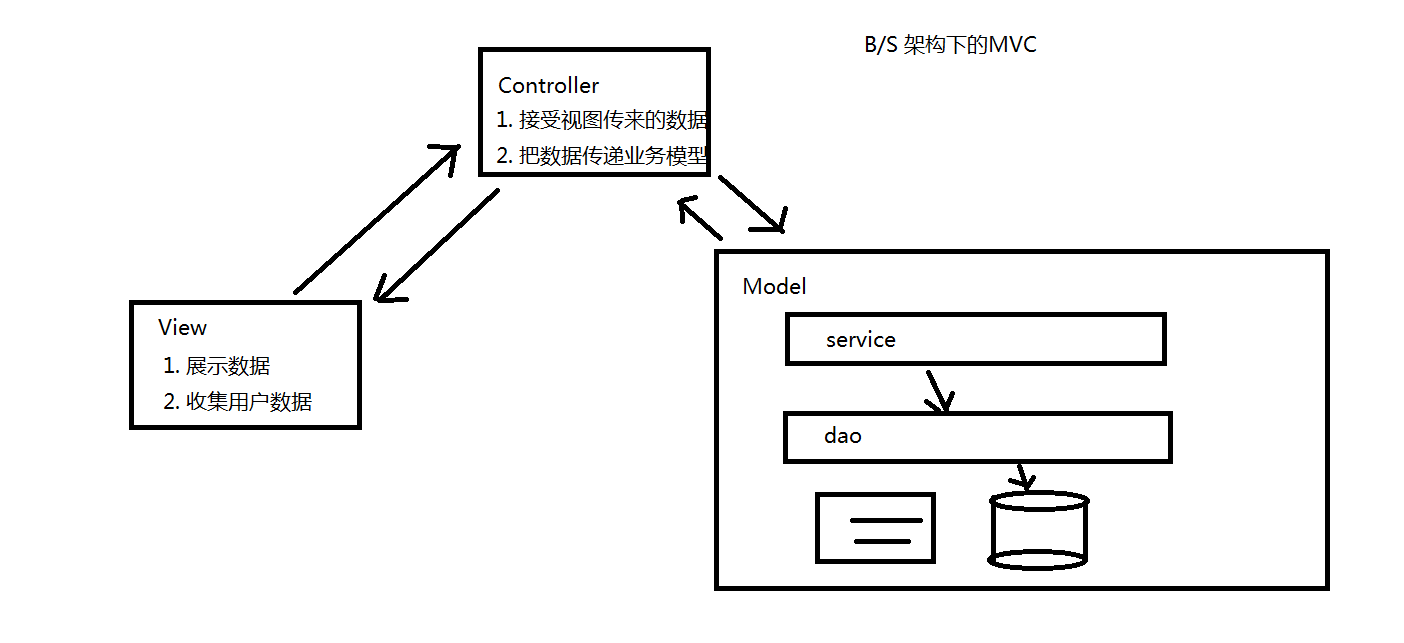 B/S 架构下的MVC
Controller
1. 接受视图传来的数据
2. 把数据传递业务模型
View
1. 展示数据
2. 收集用户数据
Model
service
dao